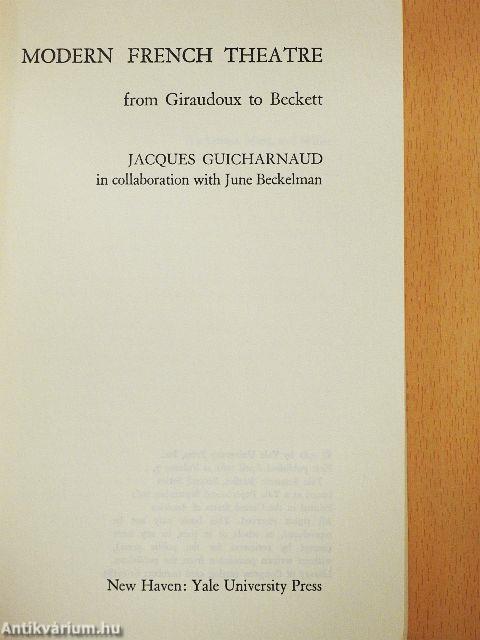 MODERN FRENCH THEATRE
from Giraudoux to Beckett
JACQUES GUICHARNAUD
in collaboration with June Beckelman
New Haven: Yale University Press
Antikvárium.hu